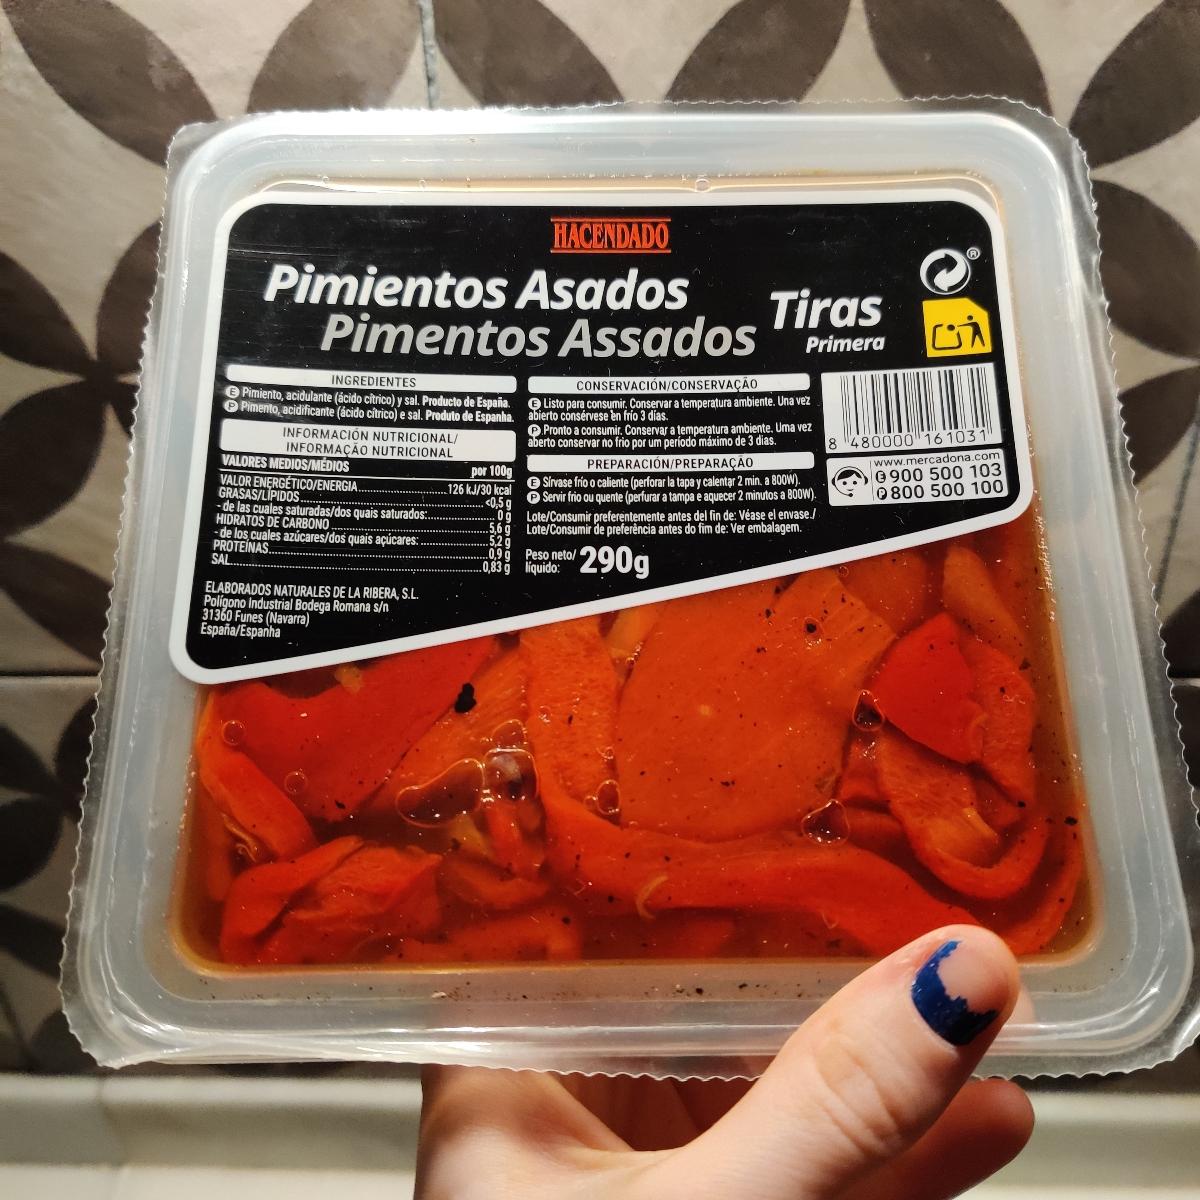 HACENDADO
Pimientos Asados
Pimentos Assados
Tiras
Primera
®
INGREDIENTES
E Pimiento, acidulante (ácido cítrico) y sal. Producto de España.
P Pimento, acidificante (ácido cítrico) e sal. Produto de Espanha.
INFORMACIÓN NUTRICIONAL/
INFORMAÇÃO NUTRICIONAL
VALORES MEDIOS/MÉDIOS por 100g
VALOR ENERGÉTICO/ENERGIA 126 kJ/30 kcal
GRASAS/LÍPIDOS <0,5 g
- de las cuales saturadas/dos quais saturados: 0 g
HIDRATOS DE CARBONO 5,6 g
- de los cuales azúcares/dos quais açúcares: 5,2 g
PROTEÍNAS 0,9 g
SAL 0,83 g
ELABORADOS NATURALES DE LA RIBERA, S.L.
Polígono Industrial Bodega Romana s/n
31360 Funes (Navarra)
España/Espanha
CONSERVACIÓN/CONSERVAÇÃO
E Listo para consumir. Conservar a temperatura ambiente. Una vez
abierto consérvese en frío 3 días.
P Pronto a consumir. Conservar a temperatura ambiente. Uma vez
aberto conservar no frio por um período máximo de 3 dias.
PREPARACIÓN/PREPARAÇÃO
E Sírvase frío o caliente (perforar la tapa y calentar 2 min. a 800W).
P Servir frio ou quente (perfurar a tampa e aquecer 2 minutos a 800W).
Lote/Consumir preferentemente antes del fin de: Véase el envase./
Lote/Consumir de preferência antes do fim de: Ver embalagem.
Peso neto/
líquido: 290g
8 480000 161031
www.mercadona.com
E 900 500 103
P 800 500 100